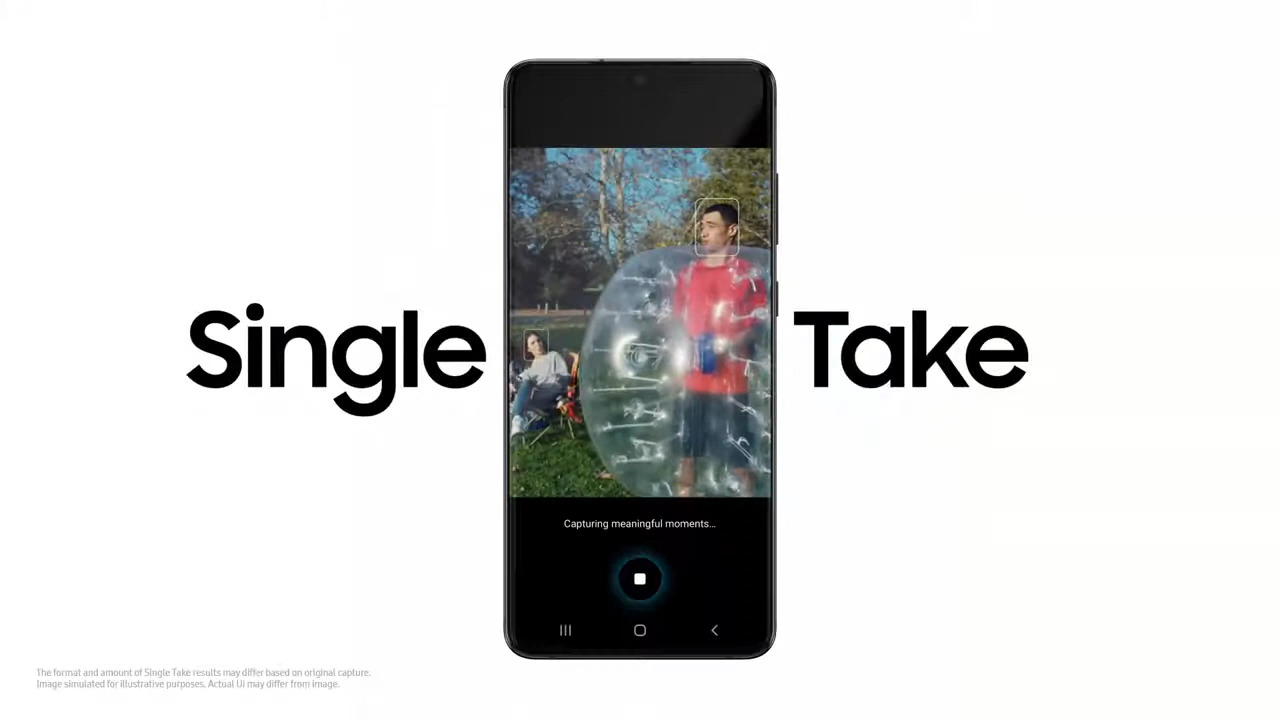 Single Take
Capturing meaningful moments...
The format and amount of Single Take results may differ based on original capture.
Image simulated for illustrative purposes. Actual UI may differ from image.